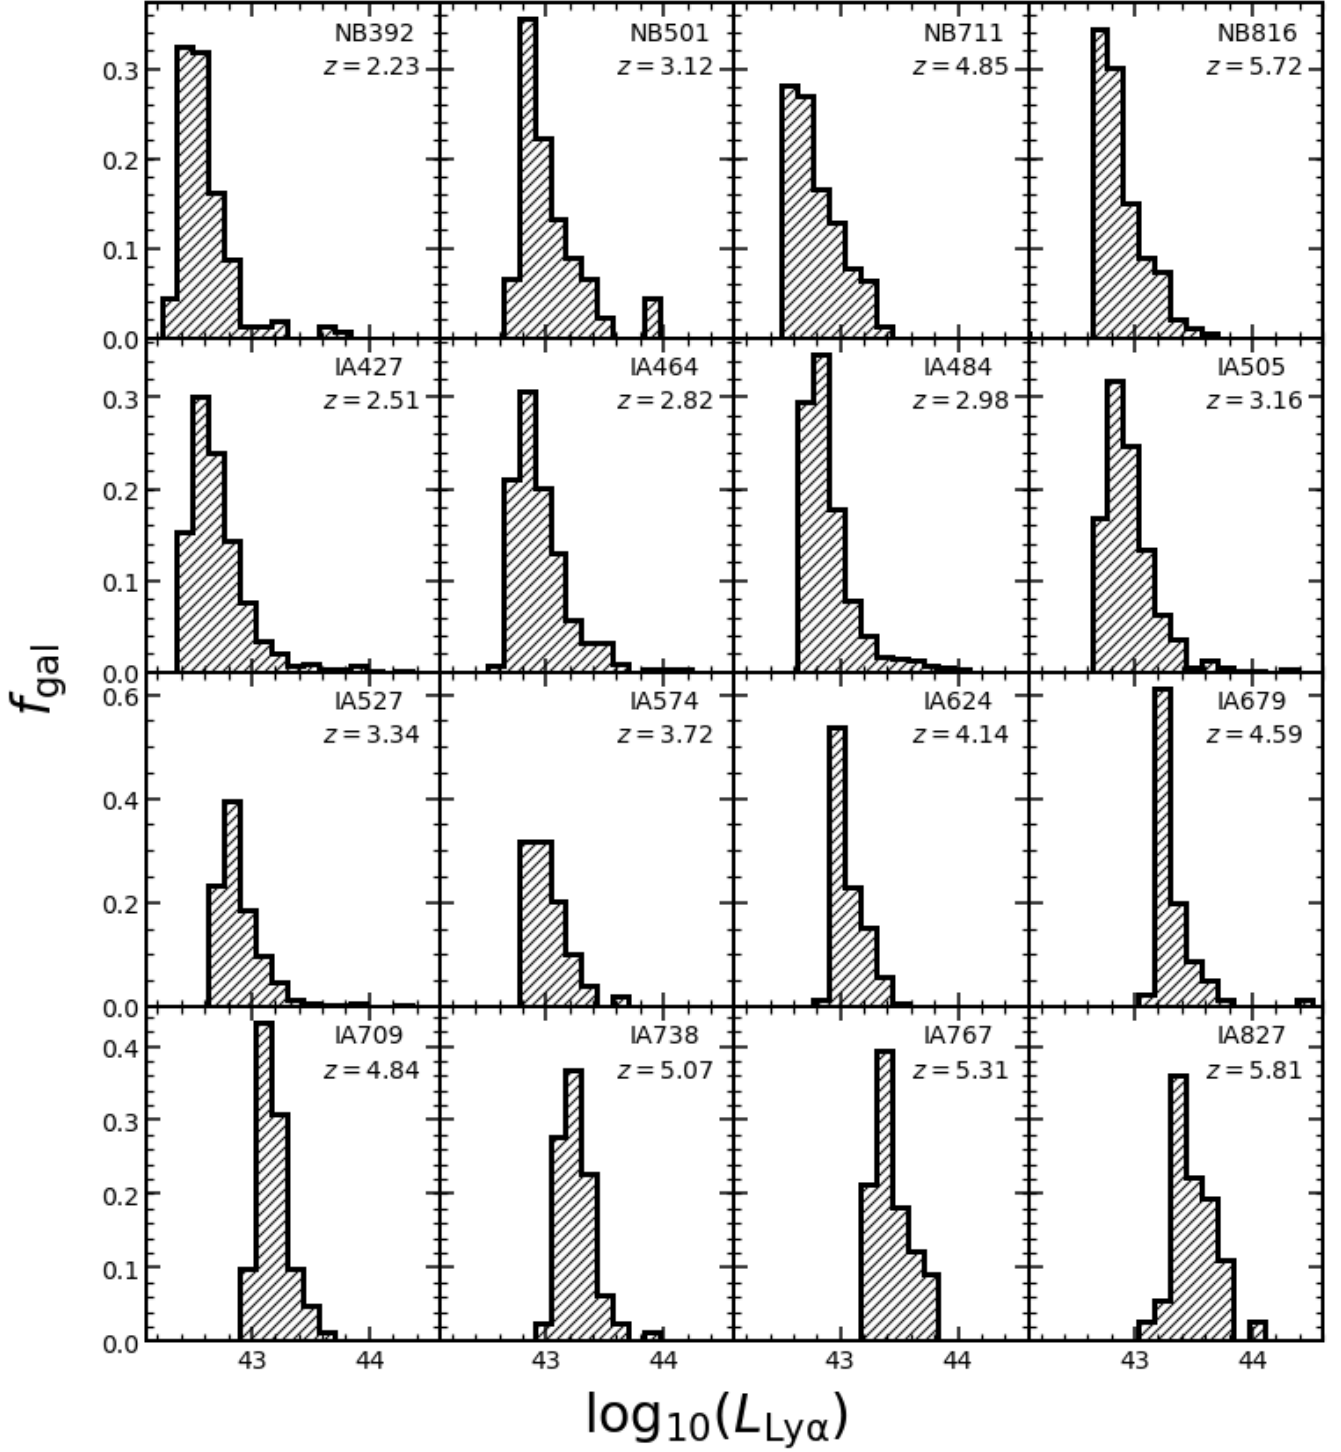 NB392
z = 2.23
NB501
z = 3.12
NB711
z = 4.85
NB816
z = 5.72
0.3
0.2
0.1
0.0
IA427
z = 2.51
IA464
z = 2.82
IA484
z = 2.98
IA505
z = 3.16
0.0
0.3
0.2
0.1
0.0
IA527
z = 3.34
IA574
z = 3.72
IA624
z = 4.14
IA679
z = 4.59
0.6
0.4
0.2
0.0
IA709
z = 4.84
IA738
z = 5.07
IA767
z = 5.31
IA827
z = 5.81
0.4
0.3
0.2
0.1
0.0
43 44 43 44 43 44 43 44
f_gal
log₁₀(L_Lyα)